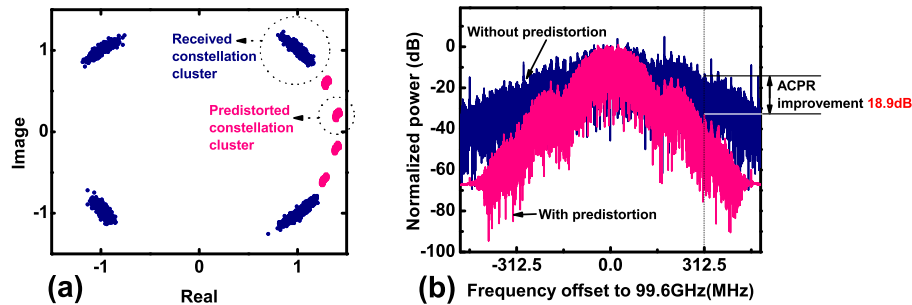 Received
constellation
cluster
Predistorted
constellation
cluster
Image
1
0
-1
-1
0
1
Real
(a)
Without predistortion
With predistortion
ACPR
improvement 18.9dB
Normalized power (dB)
0
-20
-40
-60
-80
-100
-312.5
0.0
312.5
(b)
Frequency offset to 99.6GHz(MHz)